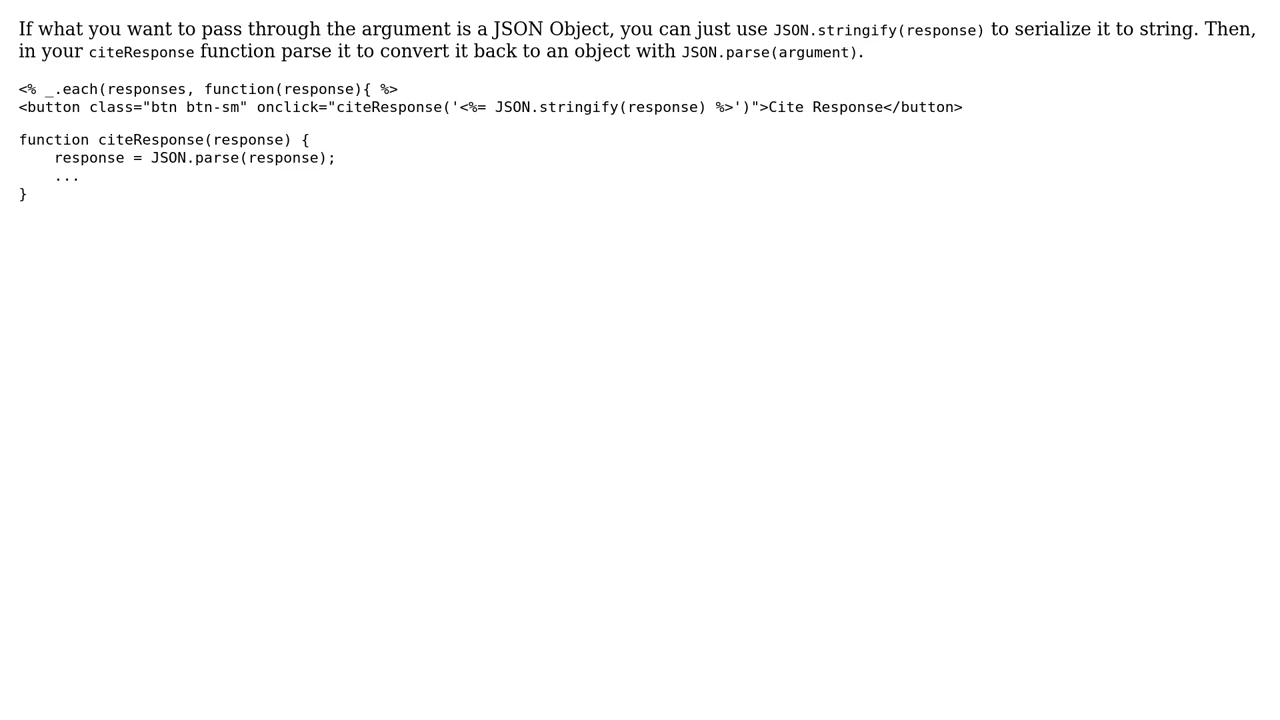 If what you want to pass through the argument is a JSON Object, you can just use JSON.stringify(response) to serialize it to string. Then,
in your citeResponse function parse it to convert it back to an object with JSON.parse(argument).
<% _.each(responses, function(response){ %>
<button class="btn btn-sm" onclick="citeResponse('<%= JSON.stringify(response) %>')">Cite Response</button>
function citeResponse(response) {
    response = JSON.parse(response);
    ...
}